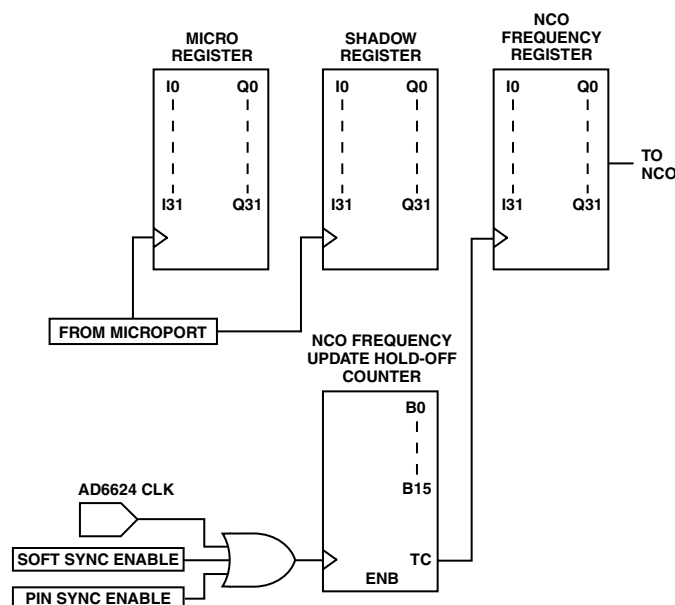 MICRO
REGISTER
SHADOW
REGISTER
NCO
FREQUENCY
REGISTER
I0 Q0
I31 Q31
I0 Q0
I31 Q31
I0 Q0
I31 Q31
TO
NCO
FROM MICROPORT
NCO FREQUENCY
UPDATE HOLD-OFF
COUNTER
B0
B15
TC
ENB
AD6624 CLK
SOFT SYNC ENABLE
PIN SYNC ENABLE